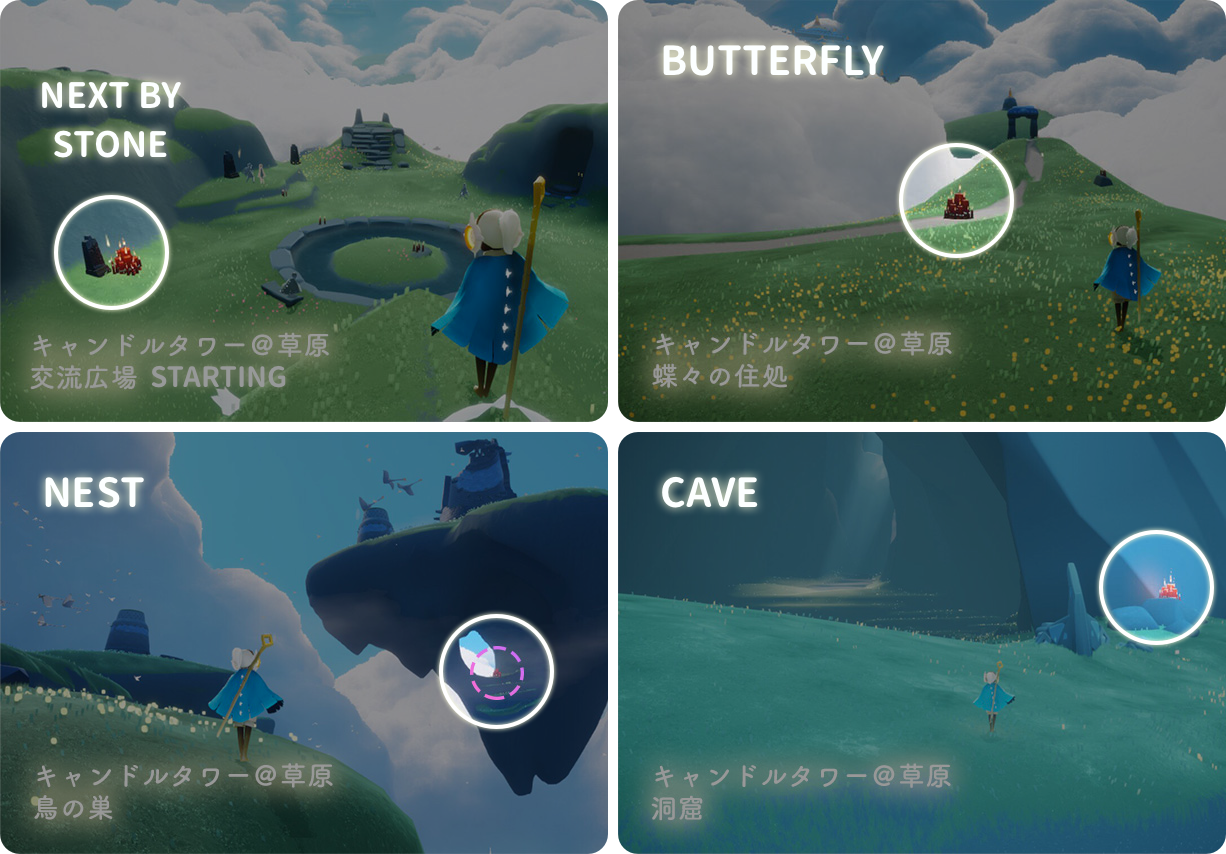 NEXT BY
STONE
キャンドルタワー＠草原
交流広場 STARTING
BUTTERFLY
キャンドルタワー＠草原
蝶々の住処
NEST
キャンドルタワー＠草原
鳥の巣
CAVE
キャンドルタワー＠草原
洞窟